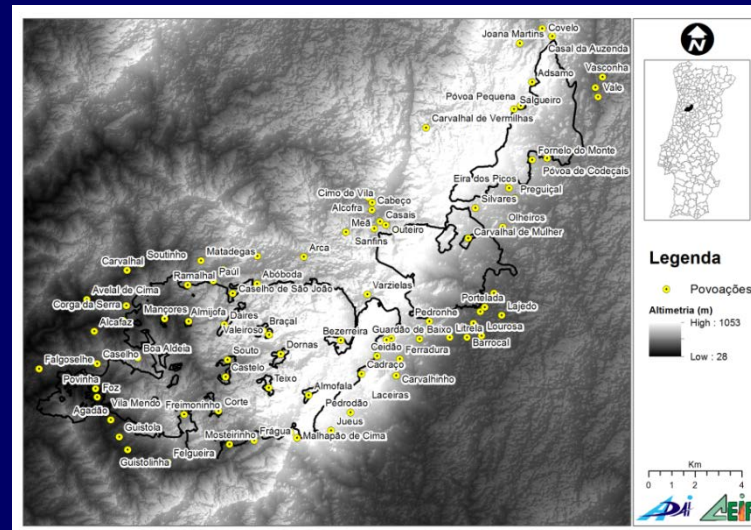 Covelo
Joana Martins
Casal da Auzenda
Vasconha
Adsamo
Vale
Póvoa Pequena
Salgueiro
Carvalhal de Vermilhas
Fornelo do Monte
Póvoa de Codeçais
Eira dos Picos
Preguiçal
Cimo de Vila
Cabeço
Silvares
Alcofra
Casais
Olheiros
Meã
Outeiro
Carvalhal de Mulher
Sanfins
Arca
Soutinho
Matadegas
Carvalhal
Ramalhal
Paúl
Abóboda
Varzielas
Portelada
Avelal de Cima
Caselho de São João
Lajedo
Corga da Serra
Mançores
Almijofa
Daires
Braçal
Pedronhe
Lourosa
Alcafaz
Valeiroso
Bezerreira
Guardão de Baixo
Litrela
Barrocal
Boa Aldeia
Dornas
Ceidão
Ferradura
Falgoselhe
Caselho
Souto
Cadraço
Povinha
Castelo
Teixo
Carvalhinho
Foz
Almofala
Laceiras
Vila Mendo
Freimoninho
Corte
Pedrodão
Agadão
Jueus
Guistola
Mosteirinho
Frágua
Malhapão de Cima
Felgueira
Guistolinha
N
Legenda
Povoações
Altimetria (m)
High : 1053
Low : 28
Km
0 1 2 4
ADAI
CEIF